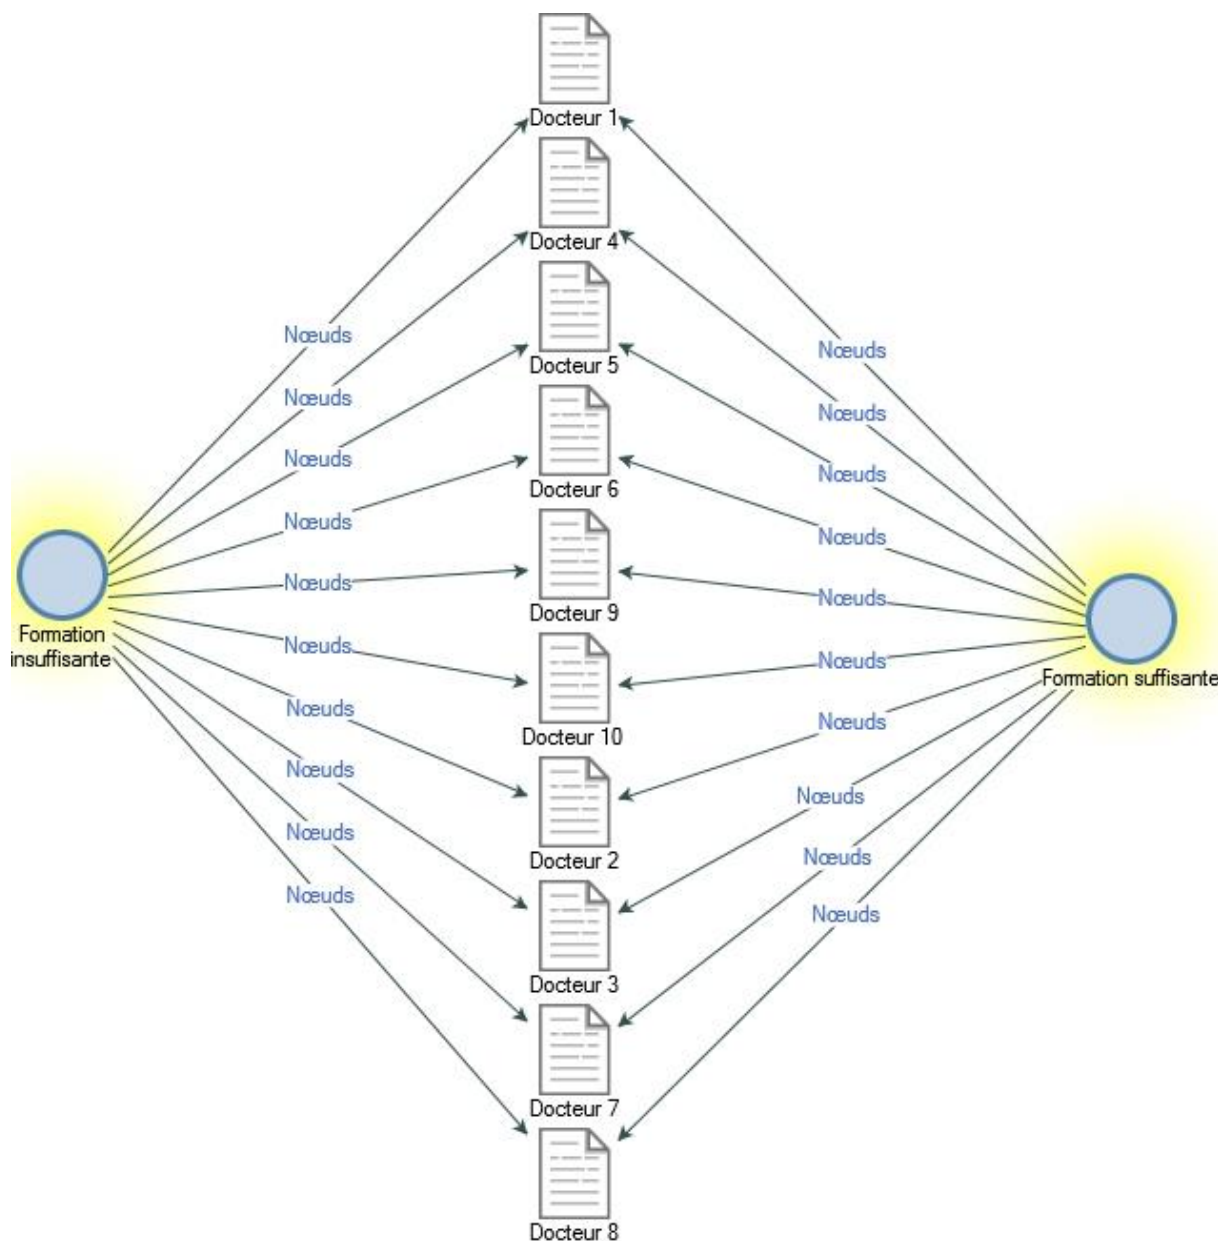 Docteur 1
Docteur 4
Nœuds
Nœuds
Docteur 5
Nœuds
Nœuds
Nœuds
Nœuds
Docteur 6
Nœuds
Nœuds
Nœuds
Nœuds
Docteur 9
Formation
insuffisante
Nœuds
Nœuds
Formation suffisante
Nœuds
Nœuds
Docteur 10
Nœuds
Nœuds
Docteur 2
Nœuds
Nœuds
Nœuds
Nœuds
Docteur 3
Docteur 7
Docteur 8